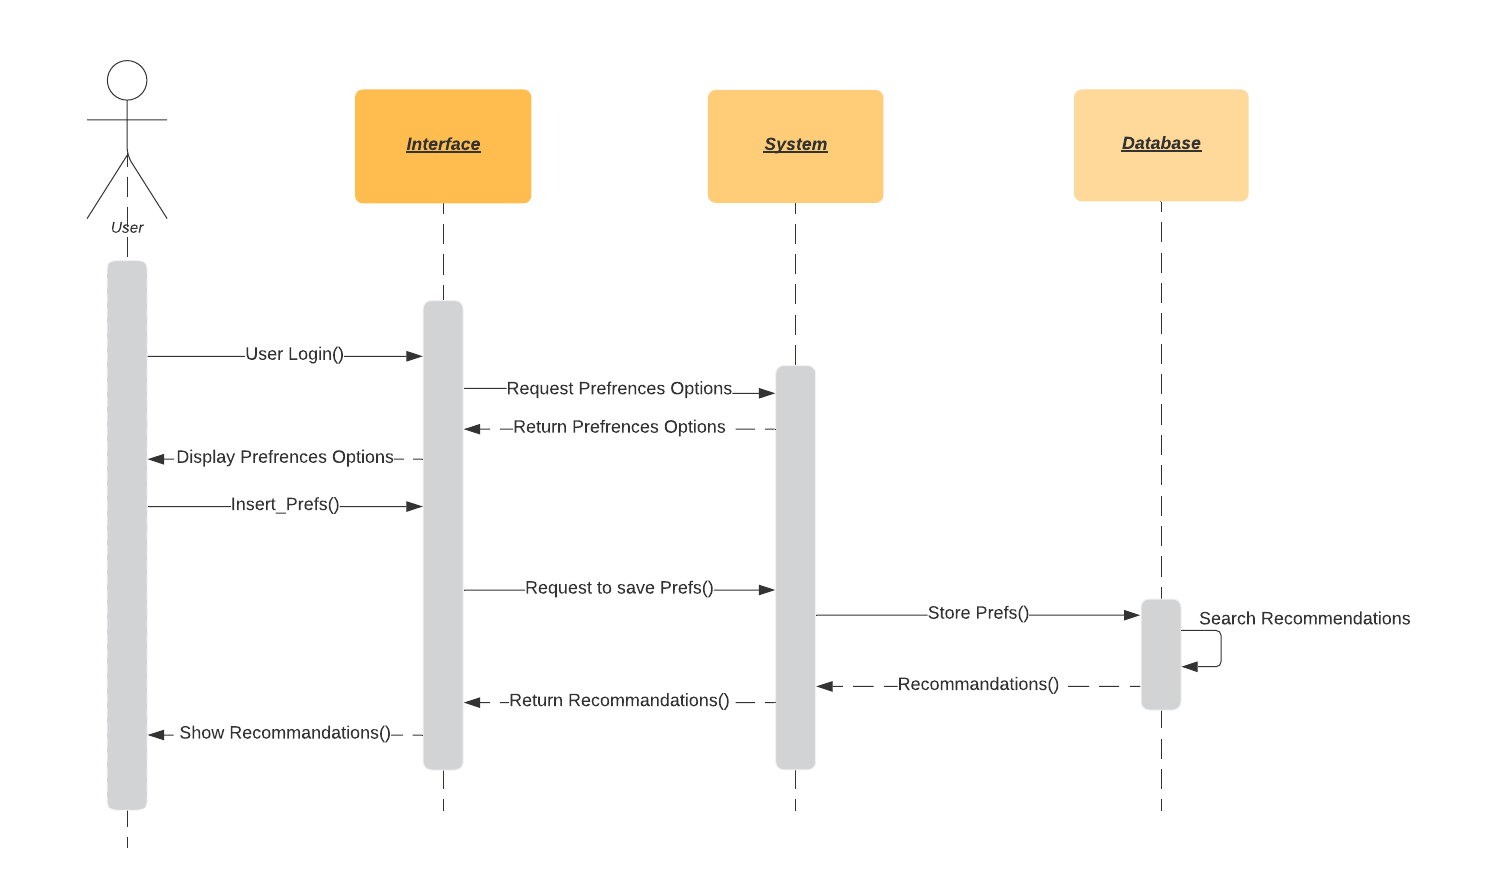 Interface
System
Database
User
User Login()
Request Prefrences Options
Return Prefrences Options
Display Prefrences Options
Insert_Prefs()
Request to save Prefs()
Store Prefs()
Search Recommendations
Recommandations()
Return Recommandations()
Show Recommandations()